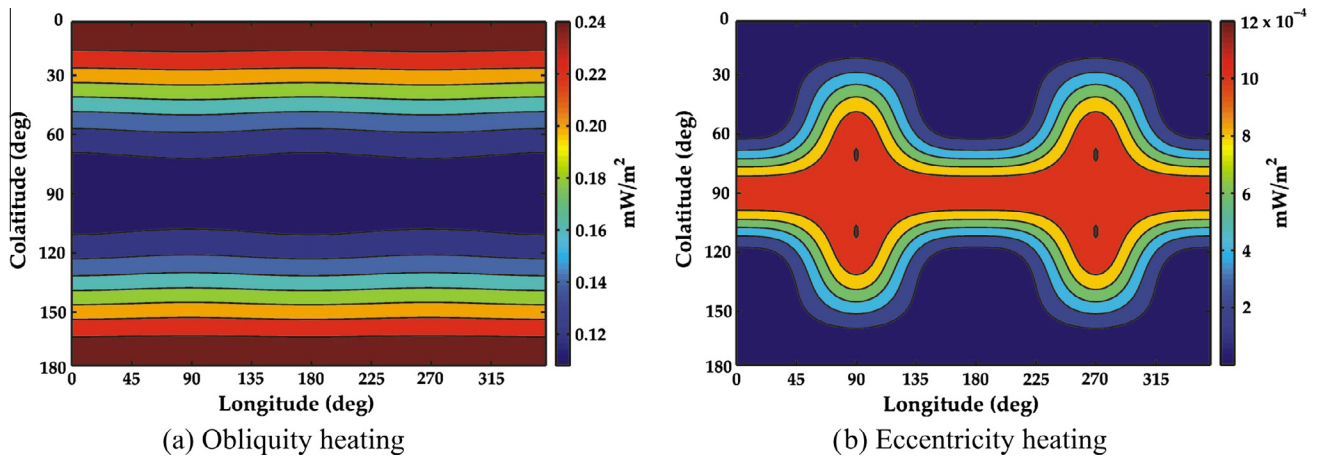 0
30
60
90
120
150
180
Colatitude (deg)
0 45 90 135 180 225 270 315
Longitude (deg)
0.24
0.22
0.20
0.18
0.16
0.14
0.12
mW/m²
(a) Obliquity heating
0
30
60
90
120
150
180
Colatitude (deg)
0 45 90 135 180 225 270 315
Longitude (deg)
12 x 10⁻⁴
10
8
6
4
2
mW/m²
(b) Eccentricity heating